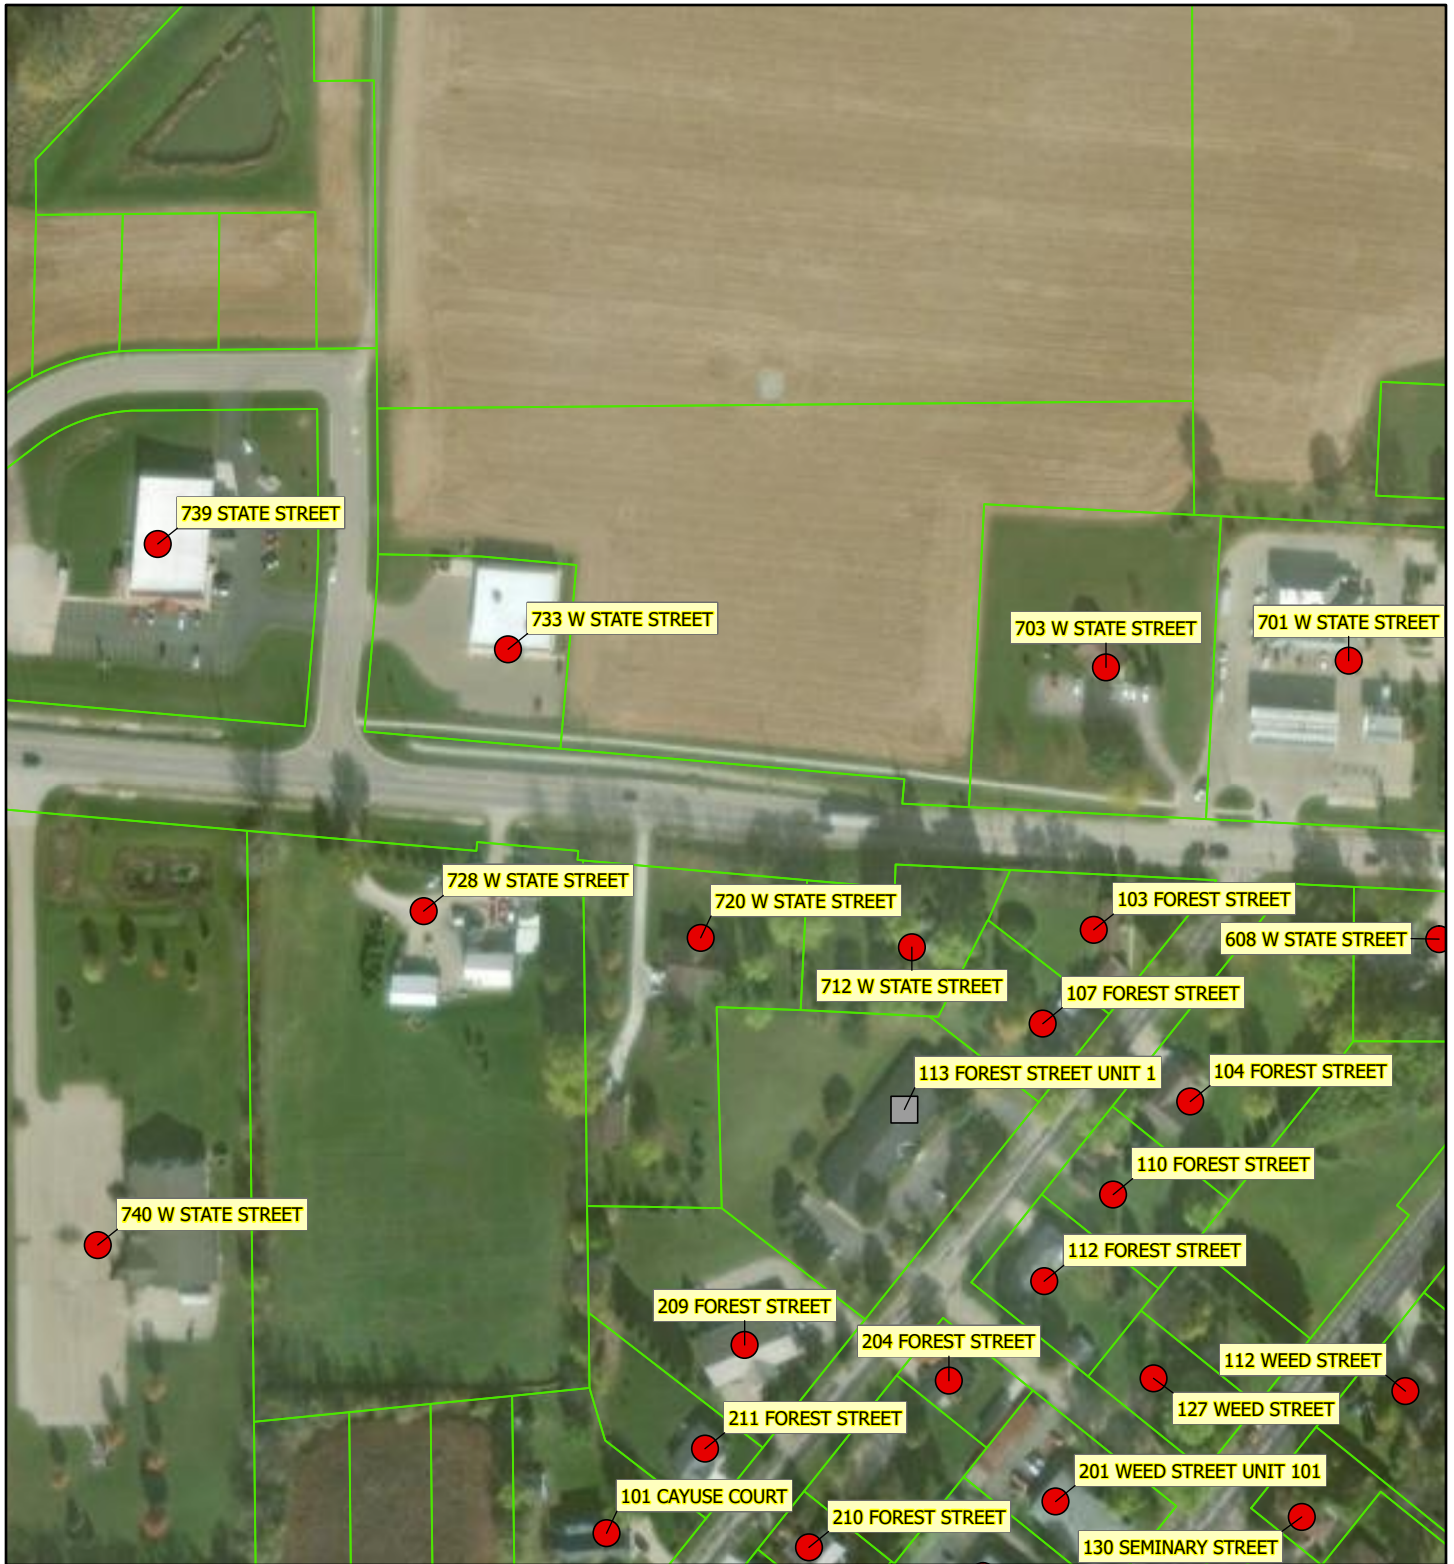 739 STATE STREET
733 W STATE STREET
703 W STATE STREET
701 W STATE STREET
728 W STATE STREET
720 W STATE STREET
103 FOREST STREET
608 W STATE STREET
712 W STATE STREET
107 FOREST STREET
113 FOREST STREET UNIT 1
104 FOREST STREET
110 FOREST STREET
740 W STATE STREET
112 FOREST STREET
209 FOREST STREET
204 FOREST STREET
112 WEED STREET
127 WEED STREET
211 FOREST STREET
201 WEED STREET UNIT 101
101 CAYUSE COURT
210 FOREST STREET
130 SEMINARY STREET